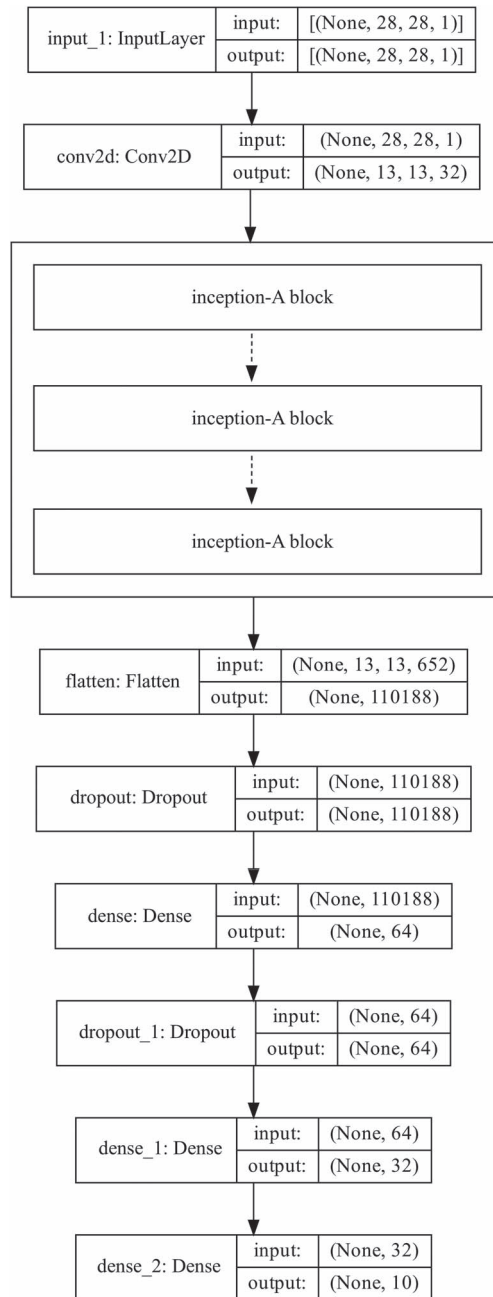 input_1: InputLayer
input: [(None, 28, 28, 1)]
output: [(None, 28, 28, 1)]
conv2d: Conv2D
input: (None, 28, 28, 1)
output: (None, 13, 13, 32)
inception-A block
inception-A block
inception-A block
flatten: Flatten
input: (None, 13, 13, 652)
output: (None, 110188)
dropout: Dropout
input: (None, 110188)
output: (None, 110188)
dense: Dense
input: (None, 110188)
output: (None, 64)
dropout_1: Dropout
input: (None, 64)
output: (None, 64)
dense_1: Dense
input: (None, 64)
output: (None, 32)
dense_2: Dense
input: (None, 32)
output: (None, 10)